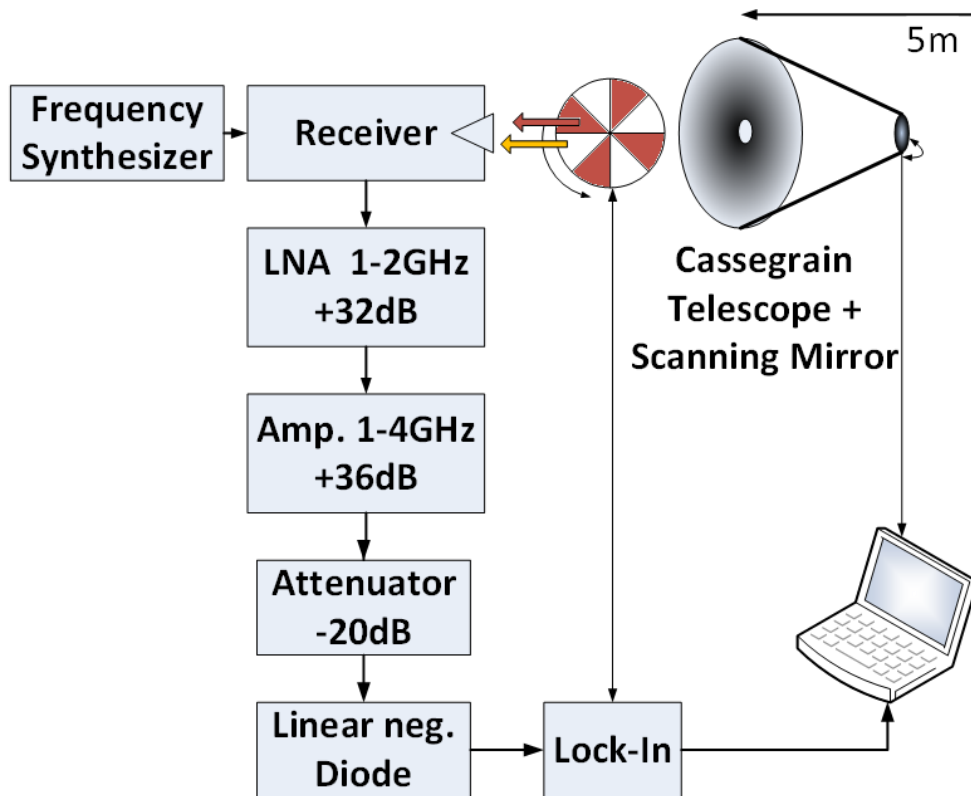 5m
Frequency
Synthesizer
Receiver
LNA 1-2GHz
+32dB
Cassegrain
Telescope +
Scanning Mirror
Amp. 1-4GHz
+36dB
Attenuator
-20dB
Linear neg.
Diode
Lock-In